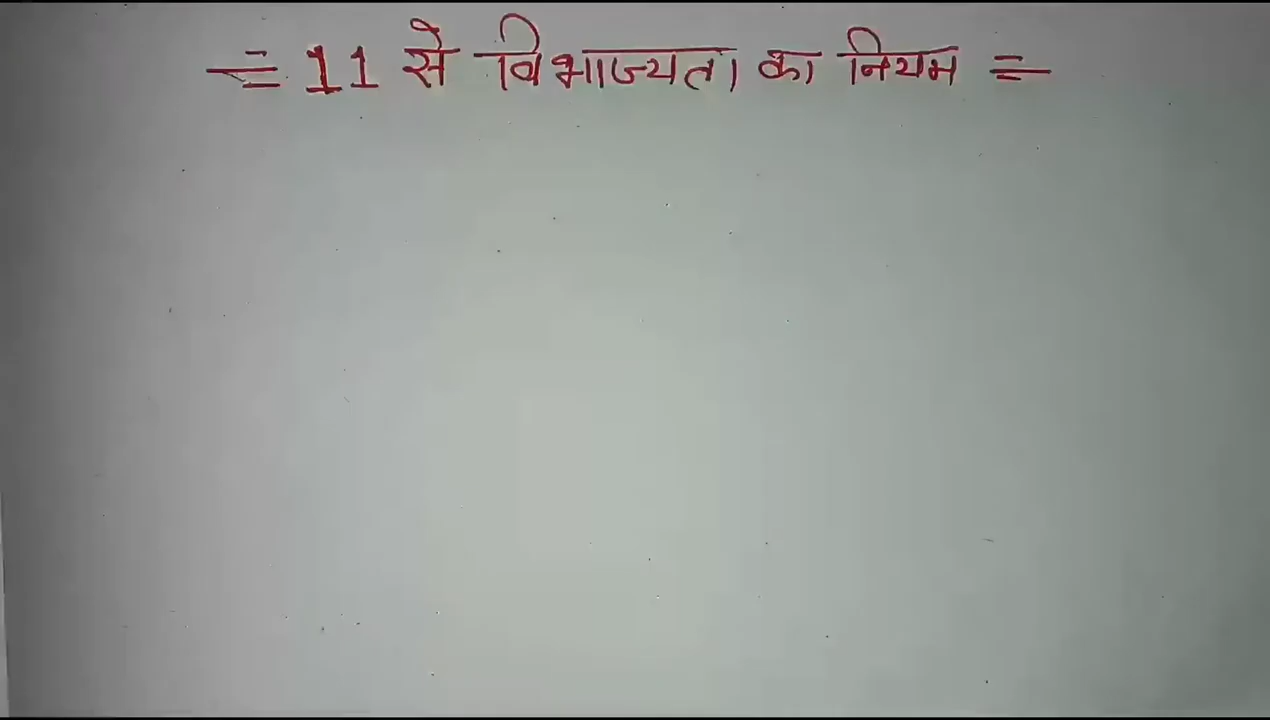 = 11 से विभाज्यता का नियम =